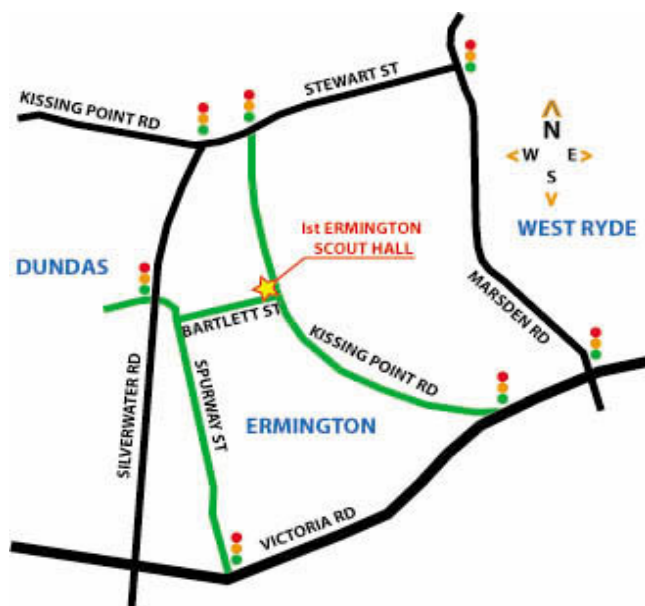 STEWART ST
KISSING POINT RD
N
W E
S
1st ERMINGTON
SCOUT HALL
WEST RYDE
DUNDAS
MARSDEN RD
BARTLETT ST
KISSING POINT RD
SILVERWATER RD
SPURWAY ST
ERMINGTON
VICTORIA RD